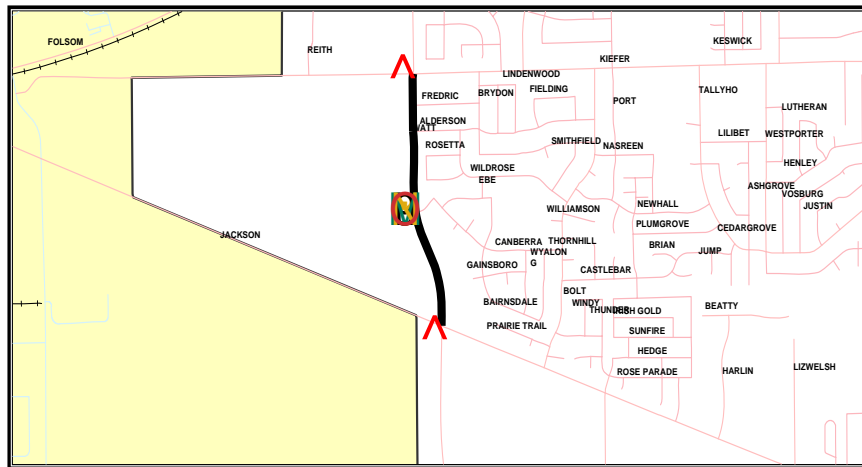 FOLSOM
REITH
KESWICK
KIEFER
LINDENWOOD
FREDRIC
BRYDON
FIELDING
PORT
TALLYHO
LUTHERAN
ALDERSON
WATT
ROSETTA
SMITHFIELD
NASREEN
LILIBET
WESTPORTER
WILDROSE
EBE
HENLEY
ASHGROVE
VOSBURG
JUSTIN
WILLIAMSON
NEWHALL
PLUMGROVE
CEDARGROVE
JACKSON
CANBERRA
THORNHILL
WYALON
G
BRIAN
JUMP
GAINSBORO
CASTLEBAR
BAIRNSDALE
BOLT
WINDY
THUNDER
IRISH GOLD
BEATTY
PRAIRIE TRAIL
SUNFIRE
HEDGE
ROSE PARADE
HARLIN
LIZWELSH